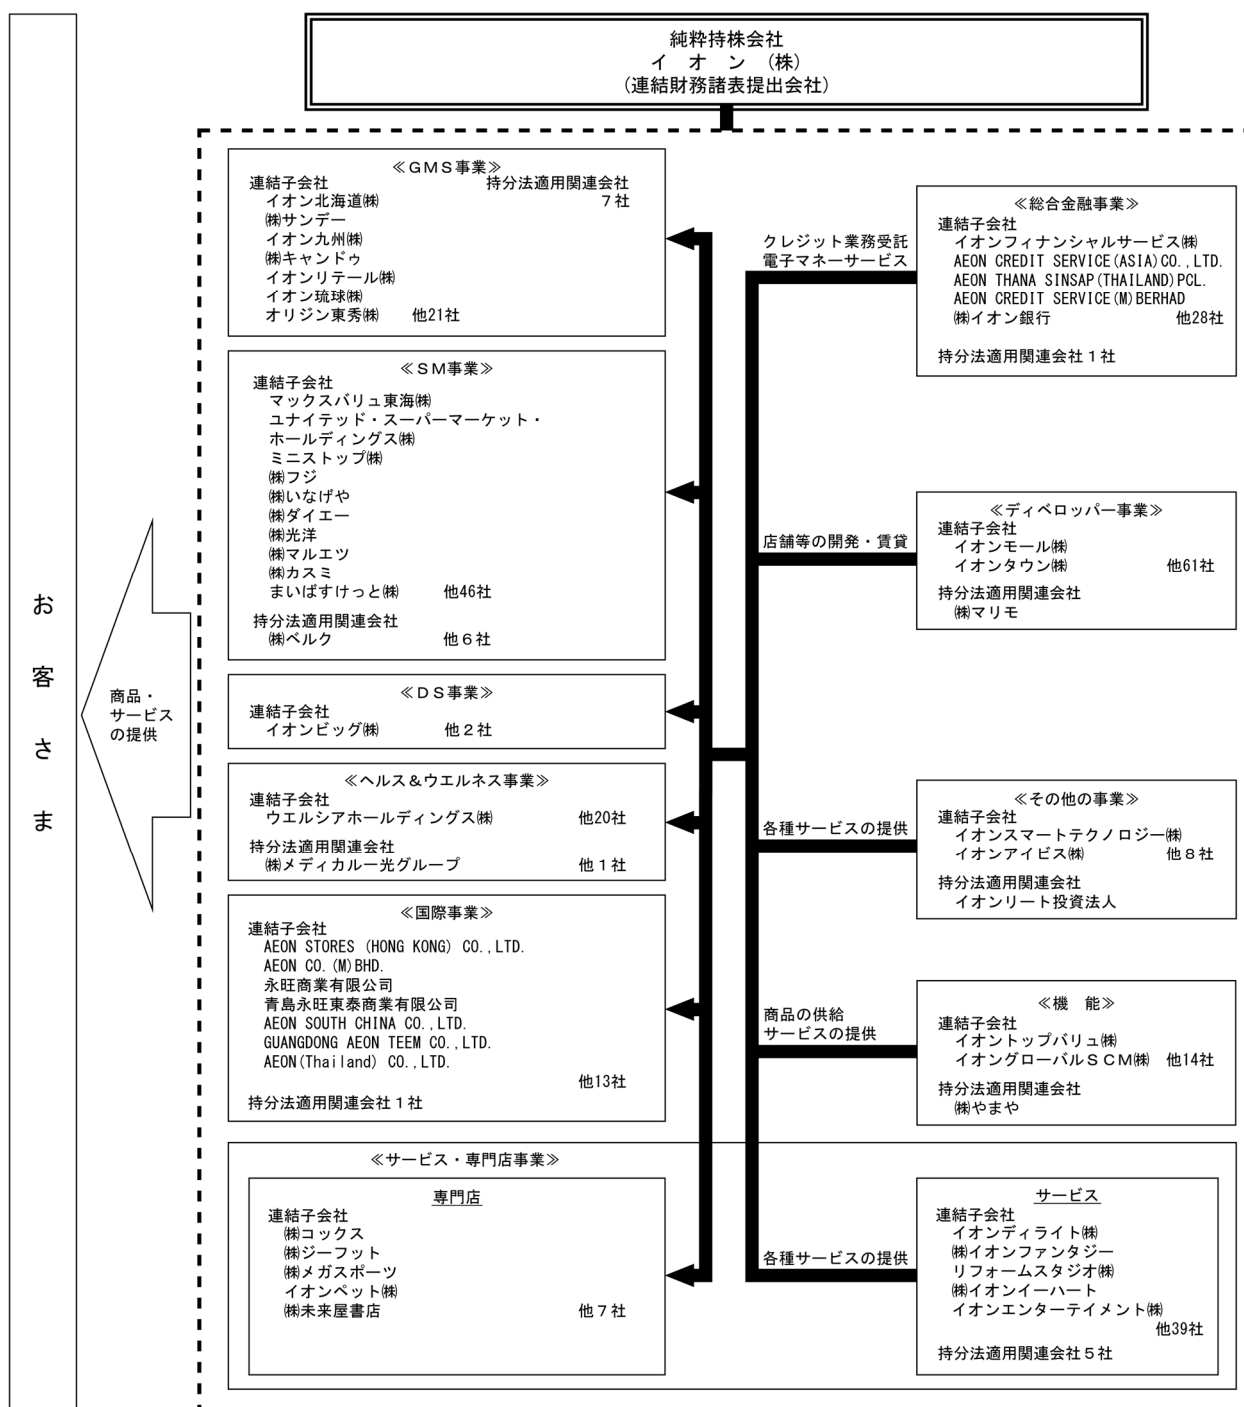 純粋持株会社
イ オ ン (株)
(連結財務諸表提出会社)
お客さま
商品・
サービス
の提供
≪GMS事業≫
連結子会社 持分法適用関連会社
イオン北海道㈱ 7社
㈱サンデー
イオン九州㈱
㈱キャンドゥ
イオンリテール㈱
イオン琉球㈱
オリジン東秀㈱ 他21社
≪SM事業≫
連結子会社
マックスバリュ東海㈱
ユナイテッド・スーパーマーケット・
ホールディングス㈱
ミニストップ㈱
㈱フジ
㈱いなげや
㈱ダイエー
㈱光洋
㈱マルエツ
㈱カスミ
まいばすけっと㈱ 他46社
持分法適用関連会社
㈱ベルク 他6社
≪DS事業≫
連結子会社
イオンビッグ㈱ 他2社
≪ヘルス&ウエルネス事業≫
連結子会社
ウエルシアホールディングス㈱ 他20社
持分法適用関連会社
㈱メディカル一光グループ 他1社
≪国際事業≫
連結子会社
AEON STORES (HONG KONG) CO.,LTD.
AEON CO.(M)BHD.
永旺商業有限公司
青島永旺東泰商業有限公司
AEON SOUTH CHINA CO.,LTD.
GUANGDONG AEON TEEM CO.,LTD.
AEON(Thailand) CO.,LTD.
他13社
持分法適用関連会社1社
≪サービス・専門店事業≫
専門店
連結子会社
㈱コックス
㈱ジーフット
㈱メガスポーツ
イオンペット㈱
㈱未来屋書店 他7社
クレジット業務受託
電子マネーサービス
≪総合金融事業≫
連結子会社
イオンフィナンシャルサービス㈱
AEON CREDIT SERVICE(ASIA)CO.,LTD.
AEON THANA SINSAP(THAILAND)PCL.
AEON CREDIT SERVICE(M)BERHAD
㈱イオン銀行 他28社
持分法適用関連会社1社
店舗等の開発・賃貸
≪ディベロッパー事業≫
連結子会社
イオンモール㈱
イオンタウン㈱ 他61社
持分法適用関連会社
㈱マリモ
各種サービスの提供
≪その他の事業≫
連結子会社
イオンスマートテクノロジー㈱
イオンアイビス㈱ 他8社
持分法適用関連会社
イオンリート投資法人
商品の供給
サービスの提供
≪機 能≫
連結子会社
イオントップバリュ㈱
イオングローバルSCM㈱ 他14社
持分法適用関連会社
㈱やまや
各種サービスの提供
サービス
連結子会社
イオンディライト㈱
㈱イオンファンタジー
リフォームスタジオ㈱
㈱イオンイーハート
イオンエンターテイメント㈱
他39社
持分法適用関連会社5社